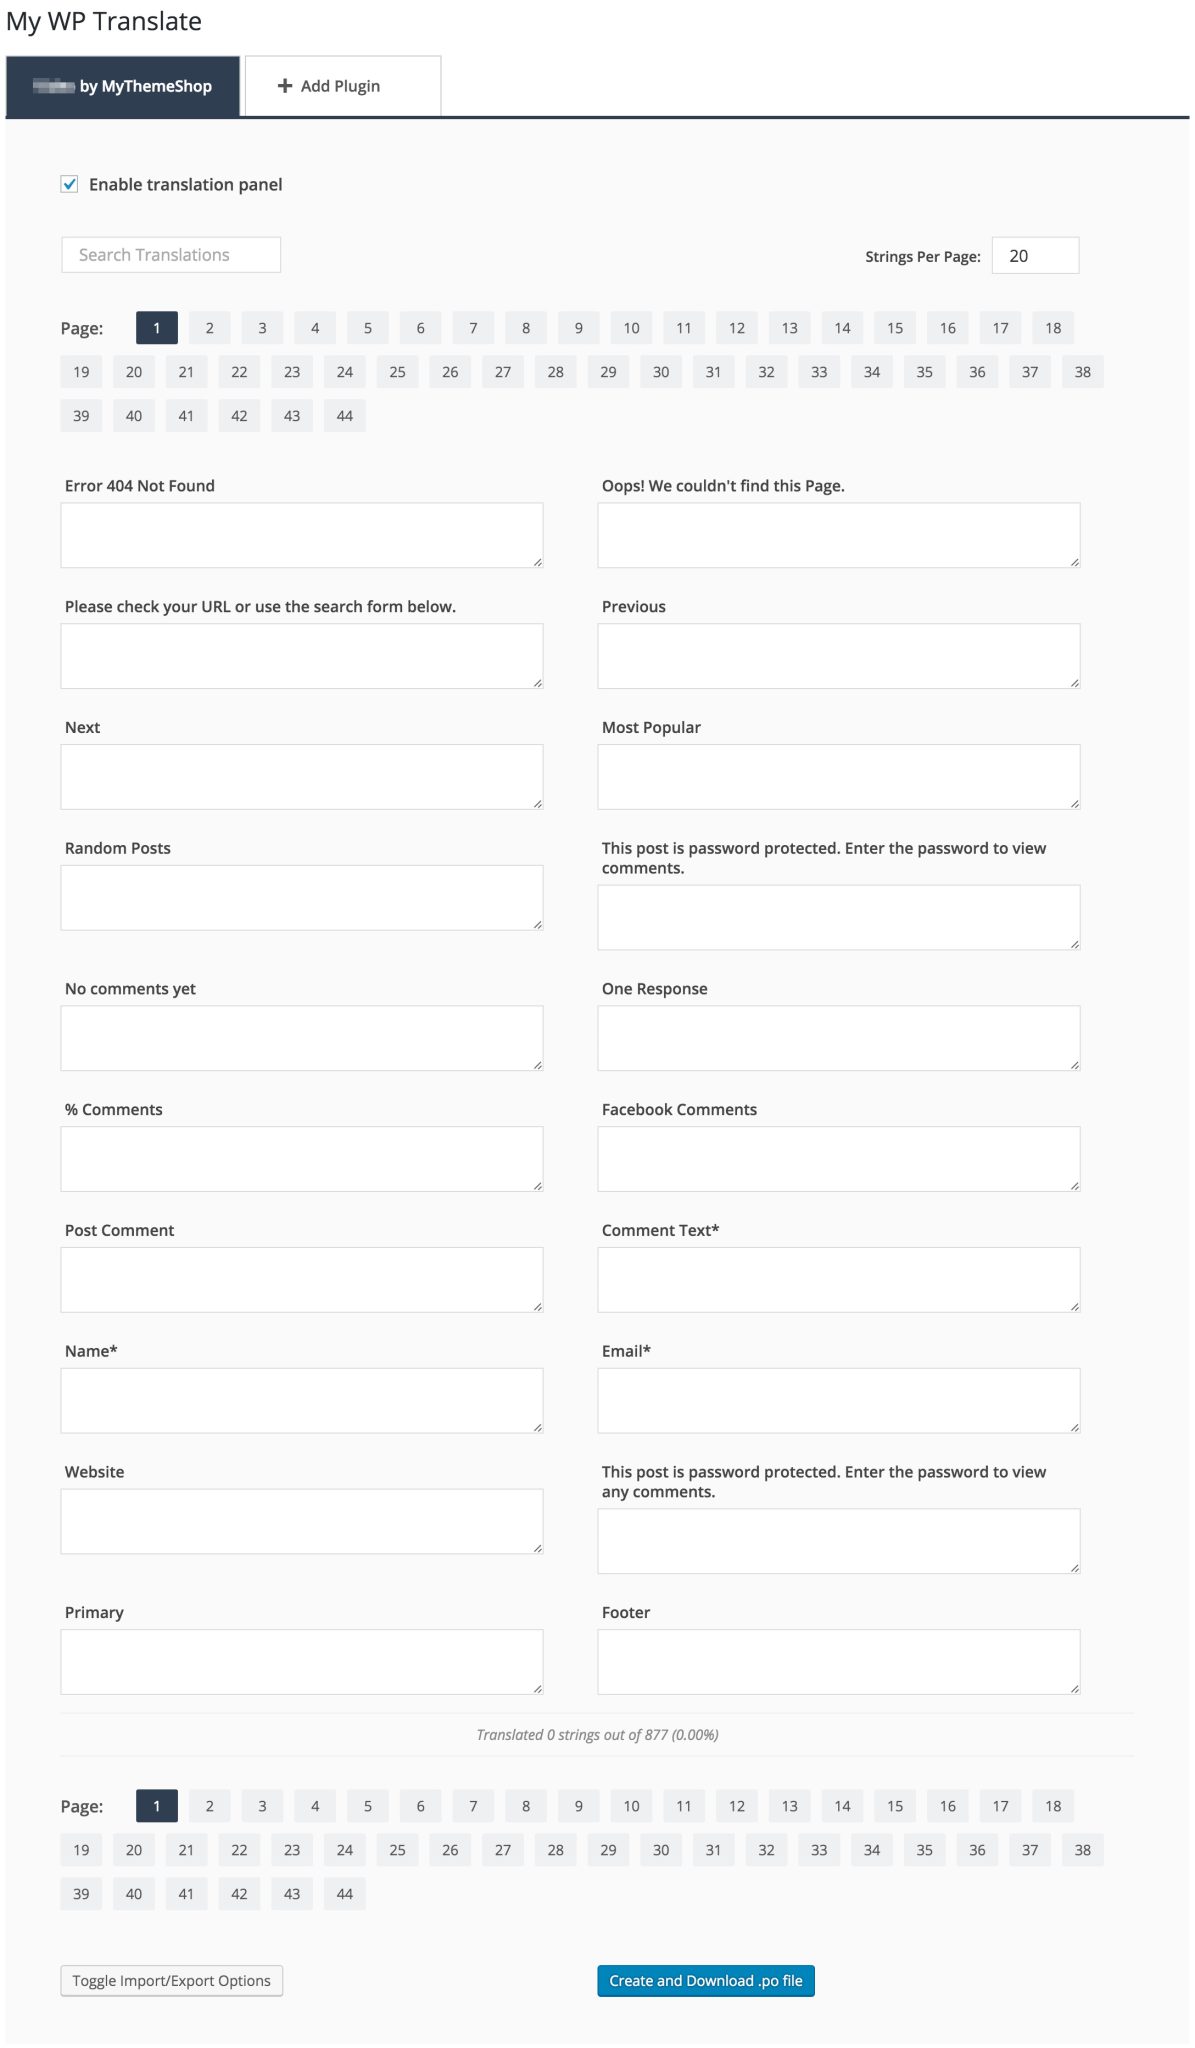 My WP Translate
by MyThemeShop
Add Plugin
Enable translation panel
Search Translations
Strings Per Page: 20
Page: 1 2 3 4 5 6 7 8 9 10 11 12 13 14 15 16 17 18
19 20 21 22 23 24 25 26 27 28 29 30 31 32 33 34 35 36 37 38
39 40 41 42 43 44
Error 404 Not Found
Oops! We couldn't find this Page.
Please check your URL or use the search form below.
Previous
Next
Most Popular
Random Posts
This post is password protected. Enter the password to view
comments.
No comments yet
One Response
% Comments
Facebook Comments
Post Comment
Comment Text*
Name*
Email*
Website
This post is password protected. Enter the password to view
any comments.
Primary
Footer
Translated 0 strings out of 877 (0.00%)
Page: 1 2 3 4 5 6 7 8 9 10 11 12 13 14 15 16 17 18
19 20 21 22 23 24 25 26 27 28 29 30 31 32 33 34 35 36 37 38
39 40 41 42 43 44
Toggle Import/Export Options
Create and Download .po file